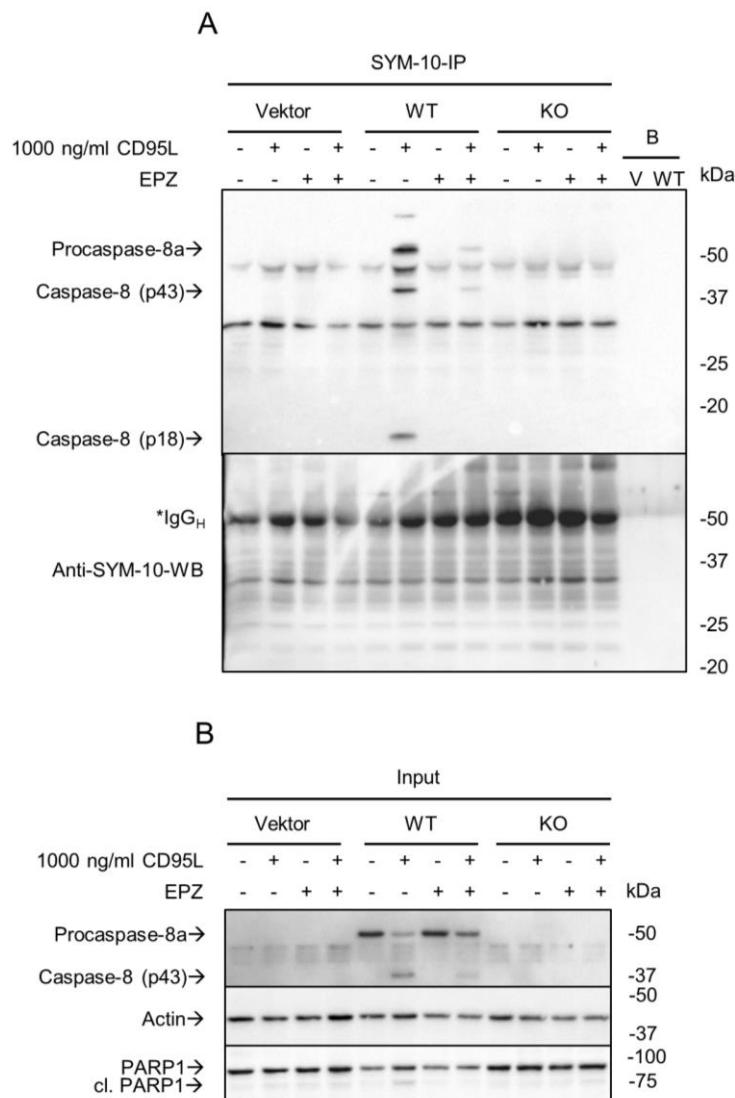 A
SYM-10-IP
Vektor WT KO
1000 ng/ml CD95L - + - + - + - + - + - + B
EPZ - - + + - - + + - - + + V WT kDa
Procaspase-8a→ -50
Caspase-8 (p43)→ -37
-25
-20
Caspase-8 (p18)→
*IgGH -50
-37
Anti-SYM-10-WB
-25
-20
B
Input
Vektor WT KO
1000 ng/ml CD95L - + - + - + - + - + - +
EPZ - - + + - - + + - - + + kDa
Procaspase-8a→ -50
Caspase-8 (p43)→ -37
-50
Actin→
-37
PARP1→ -100
cl. PARP1→ -75